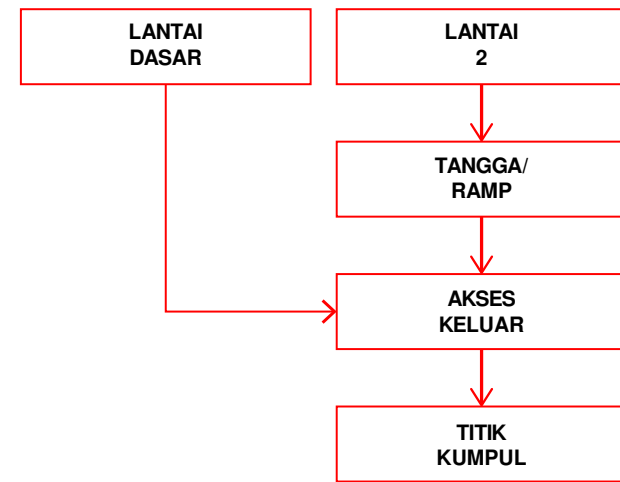 LANTAI
DASAR
LANTAI
2
TANGGA/
RAMP
AKSES
KELUAR
TITIK
KUMPUL